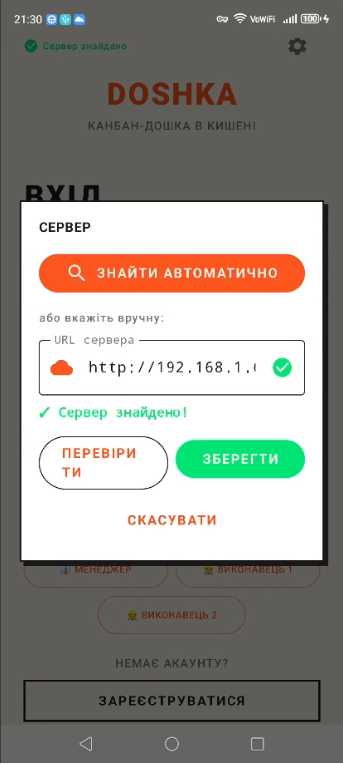 21:30 VoWiFi 100
Сервер знайдено
DOSHKA
КАНБАН-ДОШКА В КИШЕНІ
ВХІД
СЕРВЕР
ЗНАЙТИ АВТОМАТИЧНО
або вкажіть вручну:
URL сервера
http://192.168.1.
✓ Сервер знайдено!
ПЕРЕВІРИ
ТИ
ЗБЕРЕГТИ
СКАСУВАТИ
МЕНЕДЖЕР
ВИКОНАВЕЦЬ 1
ВИКОНАВЕЦЬ 2
НЕМАЄ АКАУНТУ?
ЗАРЕЄСТРУВАТИСЯ